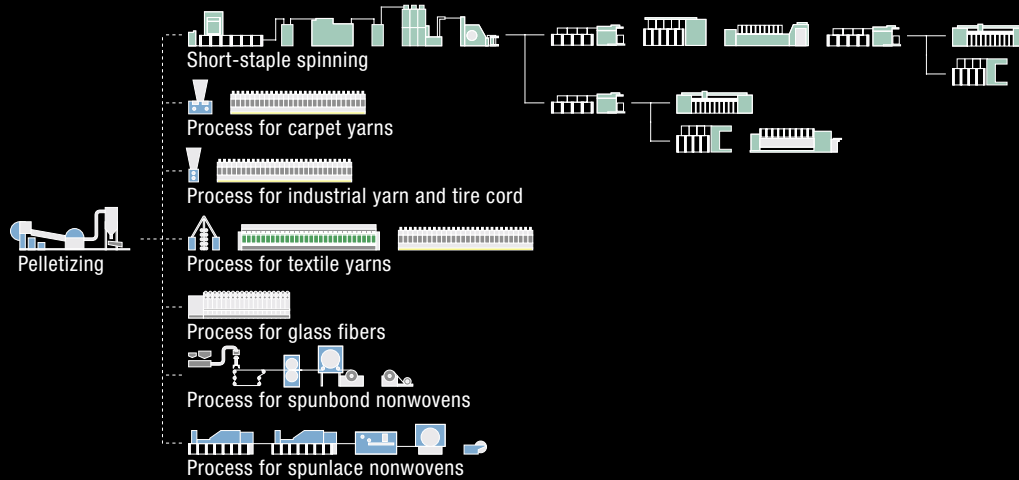 Short-staple spinning
Process for carpet yarns
Process for industrial yarn and tire cord
Pelletizing
Process for textile yarns
Process for glass fibers
Process for spunbond nonwovens
Process for spunlace nonwovens